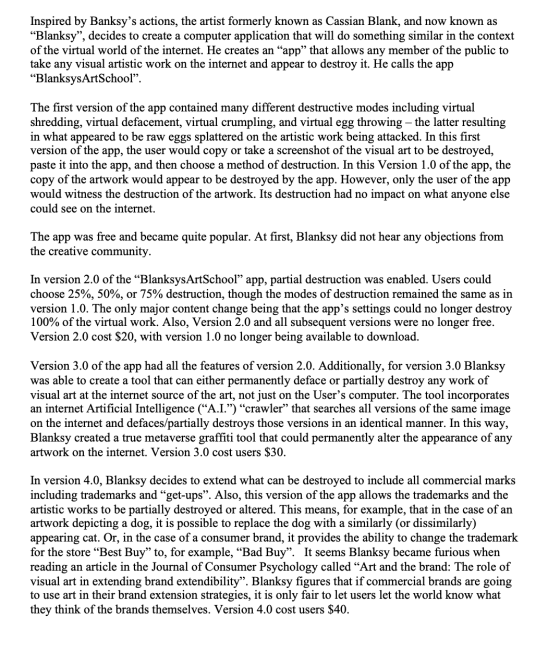 Inspired by Banksy’s actions, the artist formerly known as Cassian Blank, and now known as
“Blanksy”, decides to create a computer application that will do something similar in the context
of the virtual world of the internet. He creates an “app” that allows any member of the public to
take any visual artistic work on the internet and appear to destroy it. He calls the app
“BlanksysArtSchool”.

The first version of the app contained many different destructive modes including virtual
shredding, virtual defacement, virtual crumpling, and virtual egg throwing – the latter resulting
in what appeared to be raw eggs splattered on the artistic work being attacked. In this first
version of the app, the user would copy or take a screenshot of the visual art to be destroyed,
paste it into the app, and then choose a method of destruction. In this Version 1.0 of the app, the
copy of the artwork would appear to be destroyed by the app. However, only the user of the app
would witness the destruction of the artwork. Its destruction had no impact on what anyone else
could see on the internet.

The app was free and became quite popular. At first, Blanksy did not hear any objections from
the creative community.

In version 2.0 of the “BlanksysArtSchool” app, partial destruction was enabled. Users could
choose 25%, 50%, or 75% destruction, though the modes of destruction remained the same as in
version 1.0. The only major content change being that the app’s settings could no longer destroy
100% of the virtual work. Also, Version 2.0 and all subsequent versions were no longer free.
Version 2.0 cost $20, with version 1.0 no longer being available to download.

Version 3.0 of the app had all the features of version 2.0. Additionally, for version 3.0 Blanksy
was able to create a tool that can either permanently deface or partially destroy any work of
visual art at the internet source of the art, not just on the User’s computer. The tool incorporates
an internet Artificial Intelligence (“A.I.”) “crawler” that searches all versions of the same image
on the internet and defaces/partially destroys those versions in an identical manner. In this way,
Blanksy created a true metaverse graffiti tool that could permanently alter the appearance of any
artwork on the internet. Version 3.0 cost users $30.

In version 4.0, Blanksy decides to extend what can be destroyed to include all commercial marks
including trademarks and “get-ups”. Also, this version of the app allows the trademarks and the
artistic works to be partially destroyed or altered. This means, for example, that in the case of an
artwork depicting a dog, it is possible to replace the dog with a similarly (or dissimilarly)
appearing cat. Or, in the case of a consumer brand, it provides the ability to change the trademark
for the store “Best Buy” to, for example, “Bad Buy”.   It seems Blanksy became furious when
reading an article in the Journal of Consumer Psychology called “Art and the brand: The role of
visual art in extending brand extendibility”. Blanksy figures that if commercial brands are going
to use art in their brand extension strategies, it is only fair to let users let the world know what
they think of the brands themselves. Version 4.0 cost users $40.